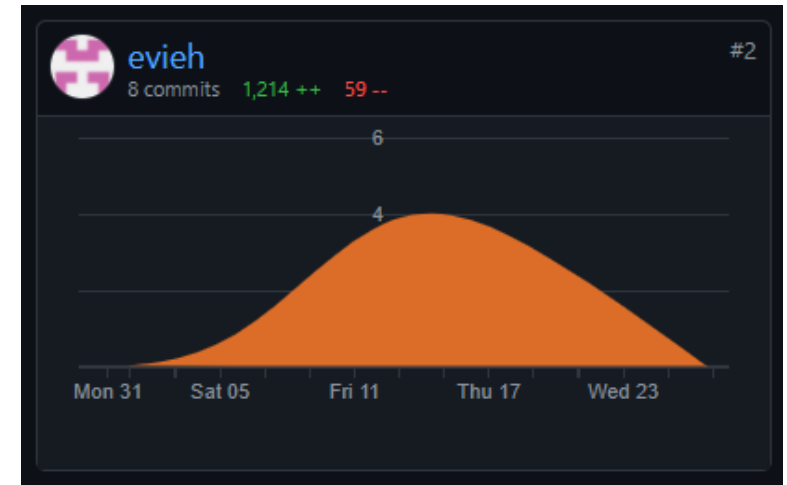 evieh
#2
8 commits 1,214 ++ 59 --
6
4
Mon 31 Sat 05 Fri 11 Thu 17 Wed 23